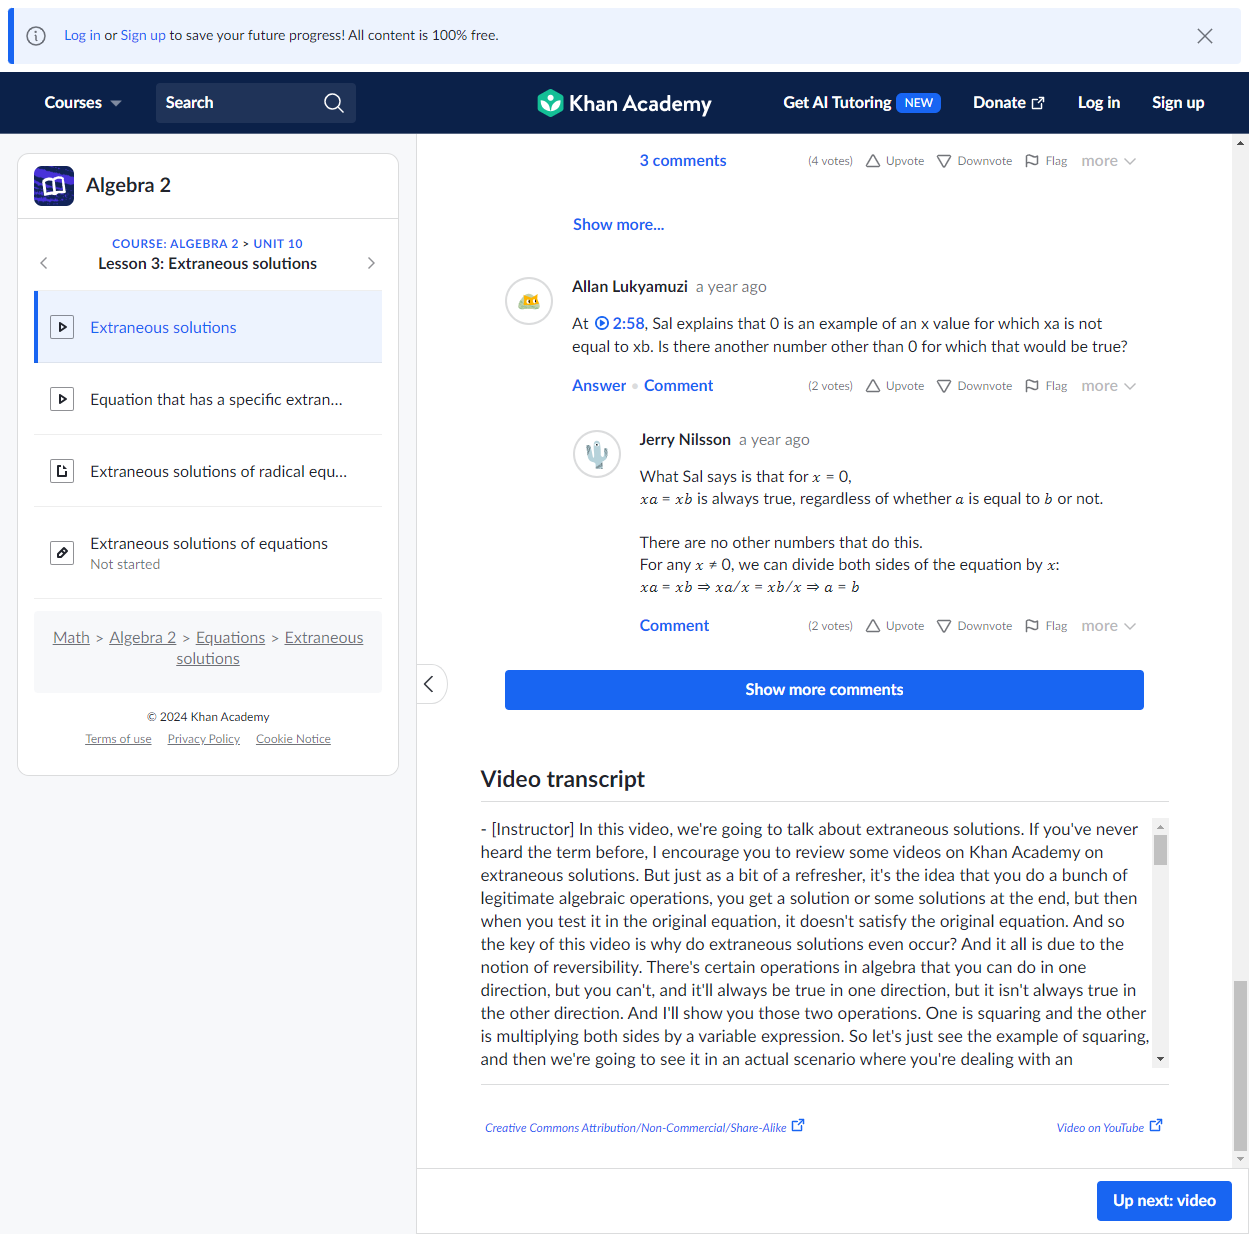 Log in or Sign up to save your future progress! All content is 100% free.
Courses
Search
Khan Academy
Get AI Tutoring NEW
Donate
Log in
Sign up
Algebra 2
COURSE: ALGEBRA 2 > UNIT 10
Lesson 3: Extraneous solutions
Extraneous solutions
Equation that has a specific extran...
Extraneous solutions of radical equ...
Extraneous solutions of equations
Not started
Math > Algebra 2 > Equations > Extraneous
solutions
© 2024 Khan Academy
Terms of use Privacy Policy Cookie Notice
3 comments (4 votes) Upvote Downvote Flag more
Show more...
Allan Lukyamuzi a year ago
At 2:58, Sal explains that 0 is an example of an x value for which xa is not
equal to xb. Is there another number other than 0 for which that would be true?
Answer • Comment (2 votes) Upvote Downvote Flag more
Jerry Nilsson a year ago
What Sal says is that for x = 0,
xa = xb is always true, regardless of whether a is equal to b or not.
There are no other numbers that do this.
For any x ≠ 0, we can divide both sides of the equation by x:
xa = xb ⇒ xa/x = xb/x ⇒ a = b
Comment (2 votes) Upvote Downvote Flag more
Show more comments
Video transcript
- [Instructor] In this video, we're going to talk about extraneous solutions. If you've never
heard the term before, I encourage you to review some videos on Khan Academy on
extraneous solutions. But just as a bit of a refresher, it's the idea that you do a bunch of
legitimate algebraic operations, you get a solution or some solutions at the end, but then
when you test it in the original equation, it doesn't satisfy the original equation. And so
the key of this video is why do extraneous solutions even occur? And it all is due to the
notion of reversibility. There's certain operations in algebra that you can do in one
direction, but you can't, and it'll always be true in one direction, but it isn't always true in
the other direction. And I'll show you those two operations. One is squaring and the other
is multiplying both sides by a variable expression. So let's just see the example of squaring,
and then we're going to see it in an actual scenario where you're dealing with an
Creative Commons Attribution/Non-Commercial/Share-Alike
Video on YouTube
Up next: video